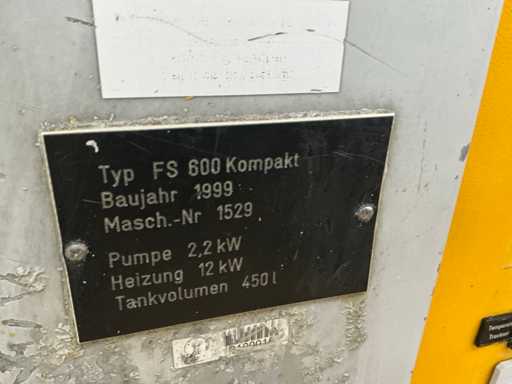 Typ FS 600 Kompakt
Baujahr 1999
Masch.-Nr 1529
Pumpe 2,2 kW
Heizung 12 kW
Tankvolumen 450 l